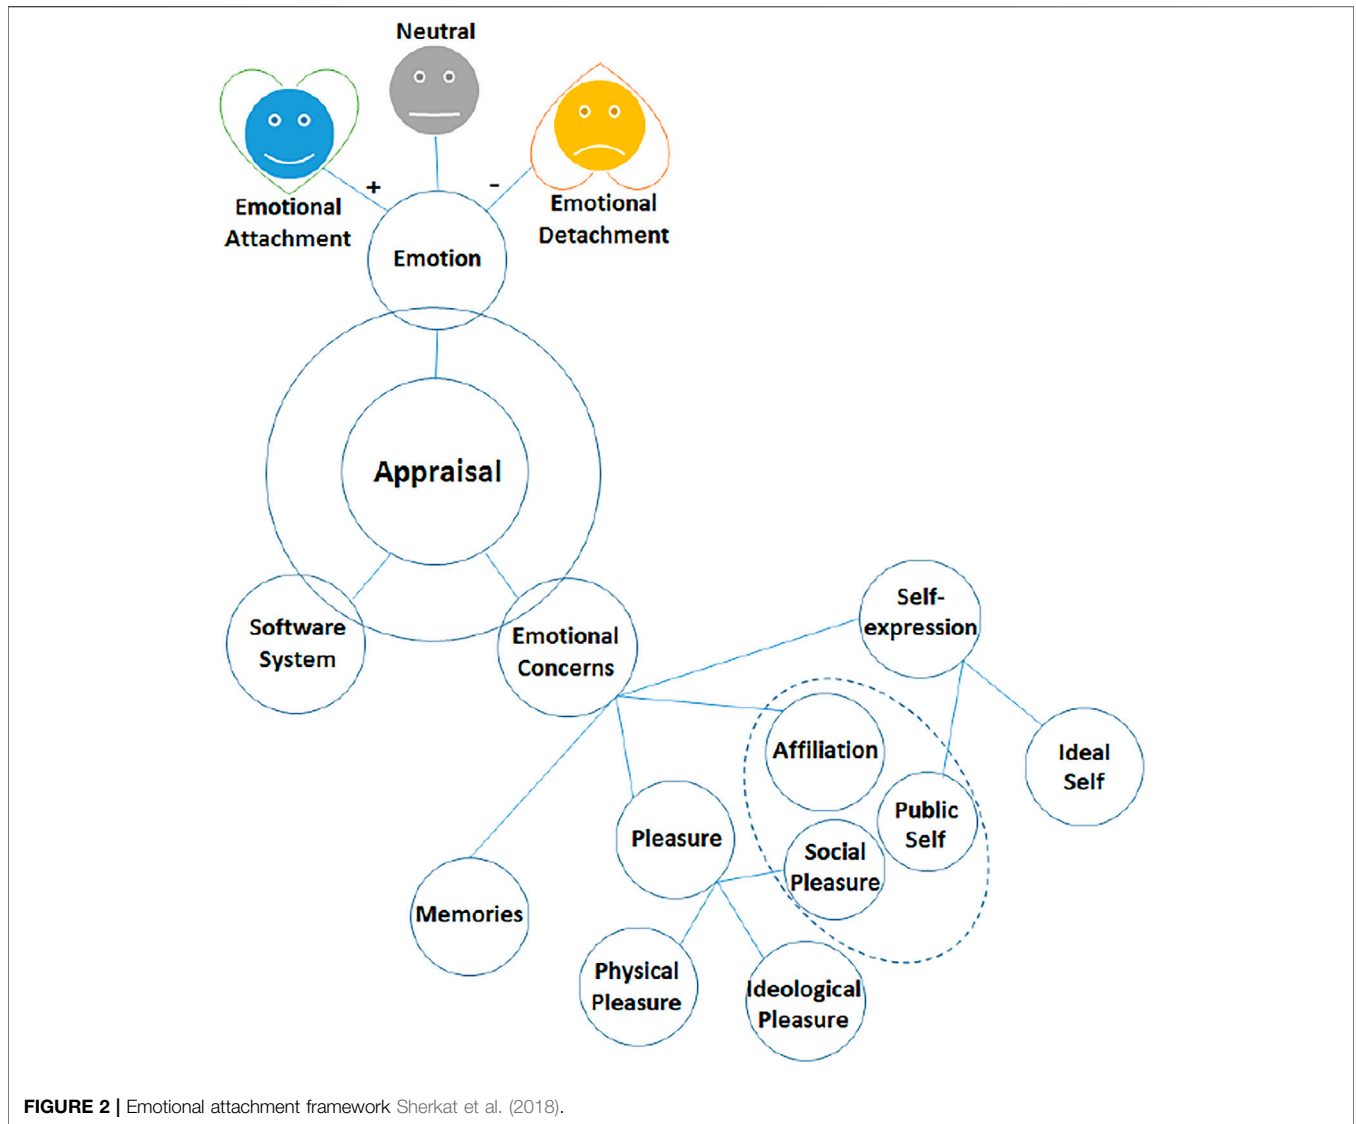 Neutral
+
-
Emotional
Attachment
Emotional
Detachment
Emotion
Appraisal
Software
System
Emotional
Concerns
Self-
expression
Affiliation
Ideal
Self
Public
Self
Pleasure
Social
Pleasure
Memories
Physical
Pleasure
Ideological
Pleasure
FIGURE 2 | Emotional attachment framework Sherkat et al. (2018).